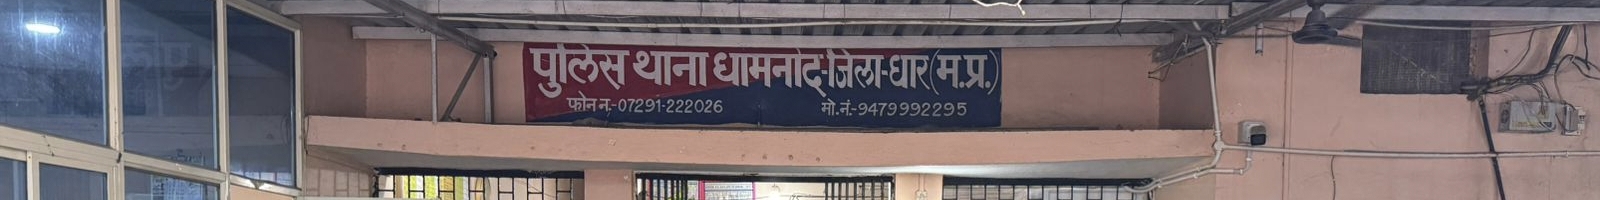 पुलिस थाना धामनोद-जिला-धार (म.प्र.)
फोन न.-07291-222026 मो.नं.-9479992295